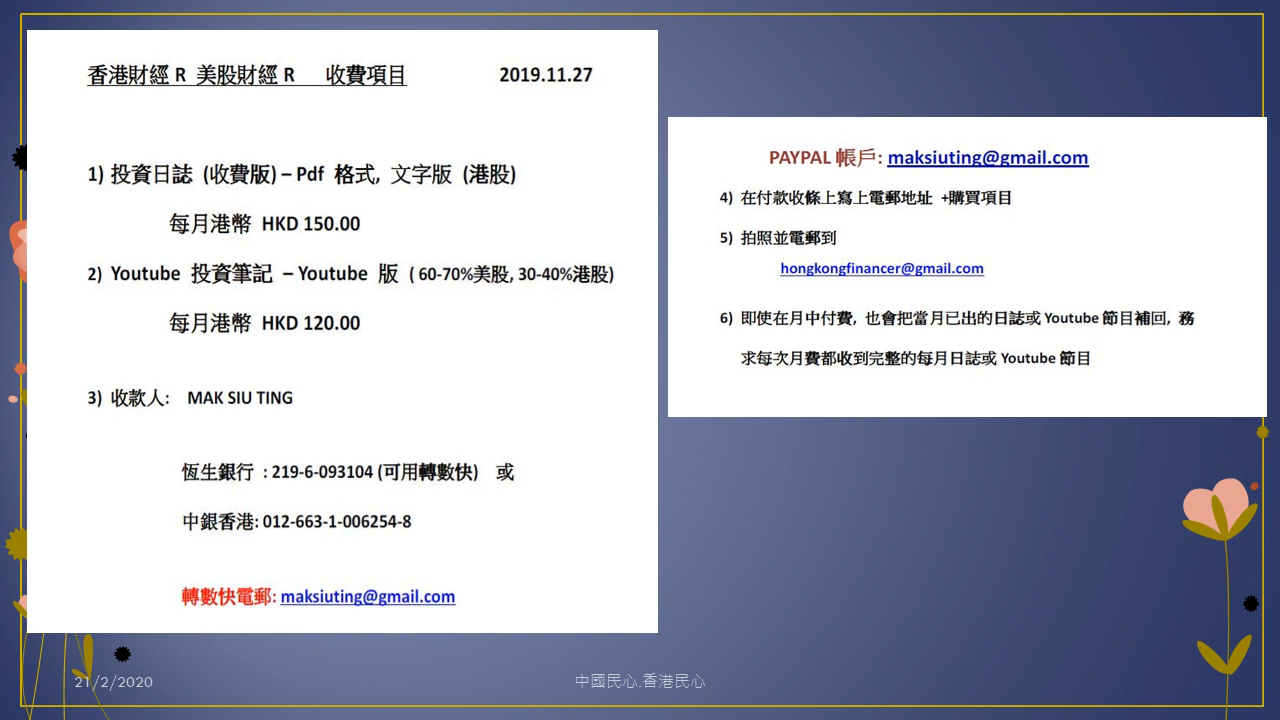 香港財經 R 美股財經 R 收費項目 2019.11.27
1) 投資日誌 (收費版) – Pdf 格式, 文字版 (港股)
每月港幣 HKD 150.00
2) Youtube 投資筆記 – Youtube 版 ( 60-70%美股, 30-40%港股)
每月港幣 HKD 120.00
3) 收款人: MAK SIU TING
恆生銀行 : 219-6-093104 (可用轉數快) 或
中銀香港: 012-663-1-006254-8
轉數快電郵: maksiuting@gmail.com
PAYPAL 帳戶: maksiuting@gmail.com
4) 在付款收條上寫上電郵地址 +購買項目
5) 拍照並電郵到
hongkongfinancer@gmail.com
6) 即使在月中付費, 也會把當月已出的日誌或 Youtube 節目補回, 務
求每次月費都收到完整的每月日誌或 Youtube 節目
21/2/2020
中國民心.香港民心